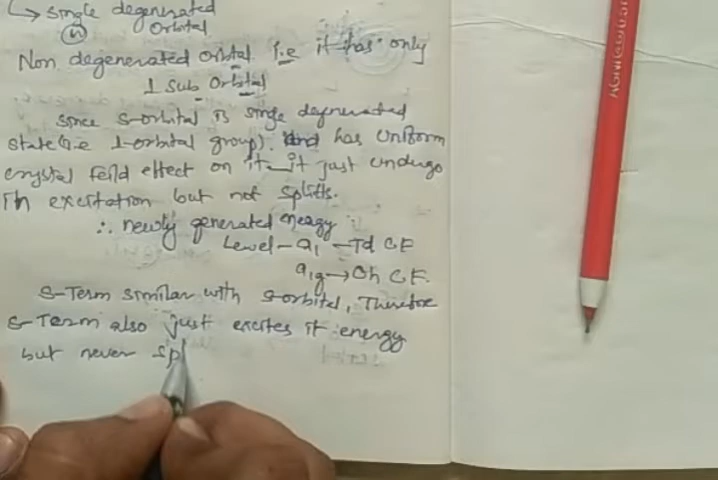 ↳ single degenerated
(n) Orbital
Non degenerated orbital i.e it has only
1 Sub Orbital
since s-orbital is single degenerated
state (i.e 1-orbital group). and has Uniform
crystal feild effect on it it just undergo
in excitation but not splitts.
∴ newly generated energy
Level - a₁ - Td CF
a₁g → Oh CF.
S-Term similar with s-orbital, Therefore
S-Term also just excites it energy
but never spl